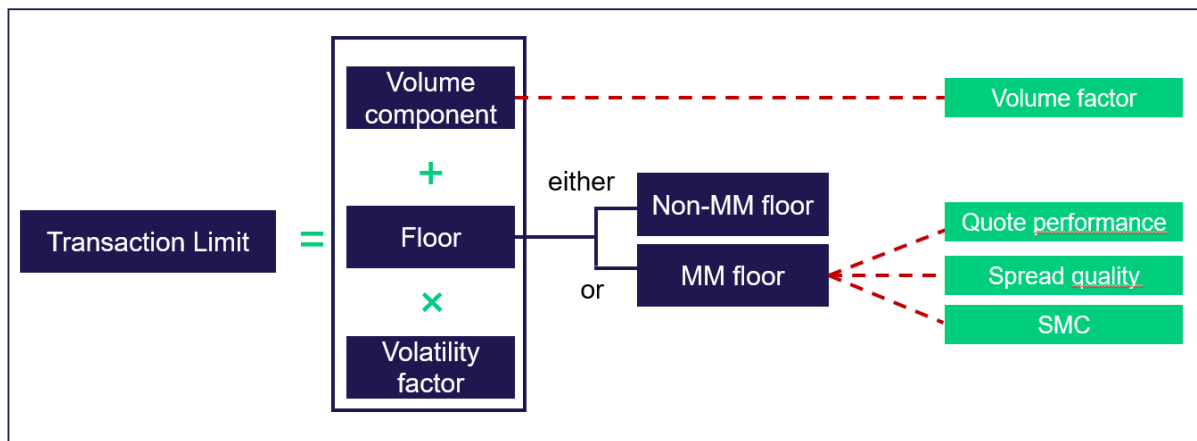 Volume
component
Volume factor
+
either
Non-MM floor
Transaction Limit
=
Floor
Quote performance
MM floor
Spread quality
or
×
SMC
Volatility
factor